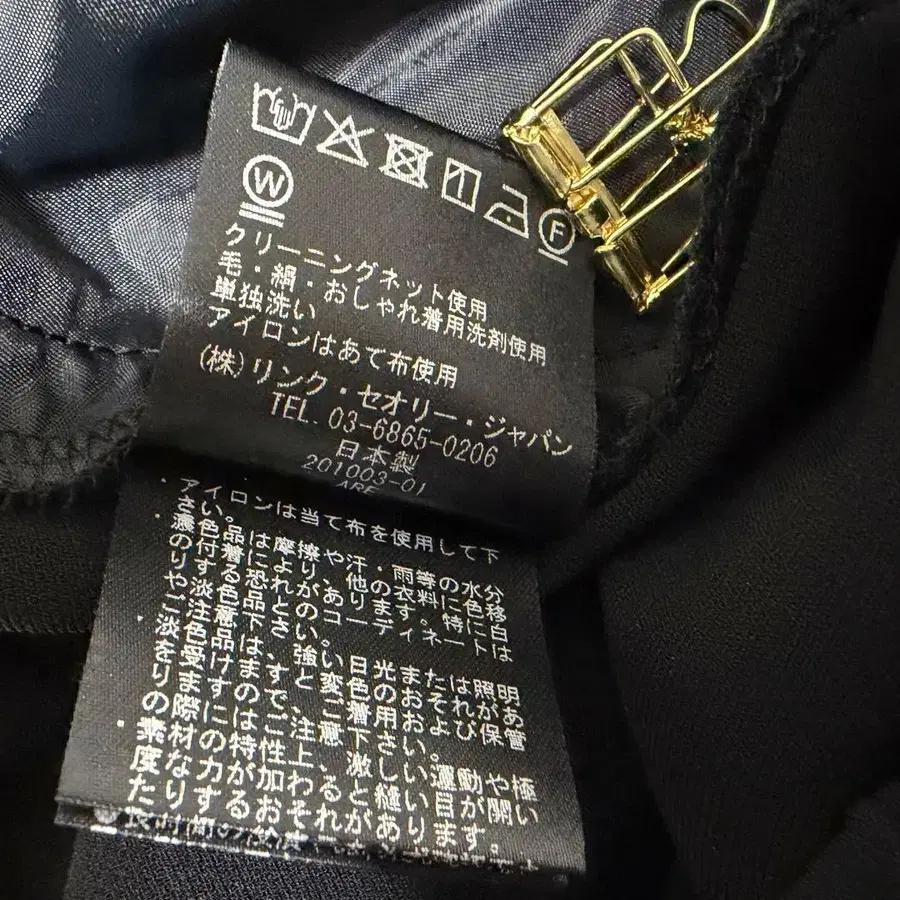 W
F
クリーニングネット使用
毛・絹・おしゃれ着用洗剤使用
単独洗い
アイロンはあて布使用
(株)リンク・セオリー・ジャパン
TEL. 03-6865-0206
日本製
201003-01
ARE
・アイロンは当て布を使用して下
さい。
・濃色品は摩擦や汗・雨等の水分
の付着により、他の衣料に色移
りする恐れがあります。特に白
や淡色品とのコーディネートは
ご注意下さい。
・淡色品は、強い日光または照明
を受けますと変色のおそれがあ
りますので、ご着用および保管
の際にはご注意下さい。
・素材の特性上、激しい運動や極
度な力が加わると縫い目が開い
たりするおそれがあります。